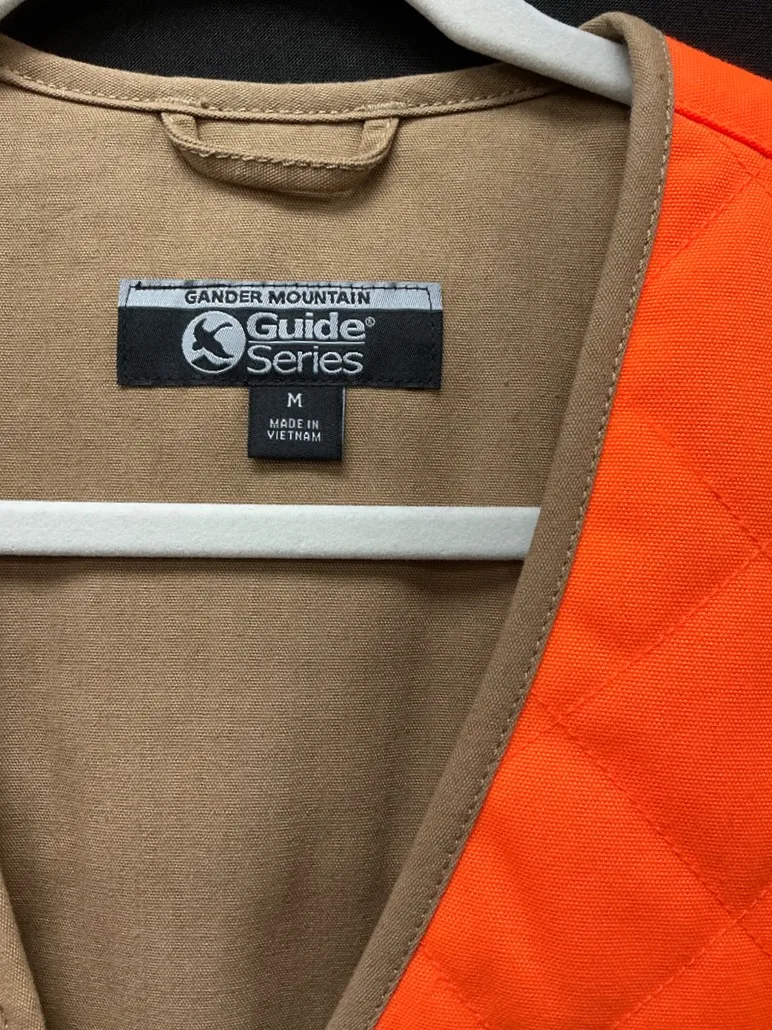 GANDER MOUNTAIN
Guide®
Series
M
MADE IN
VIETNAM